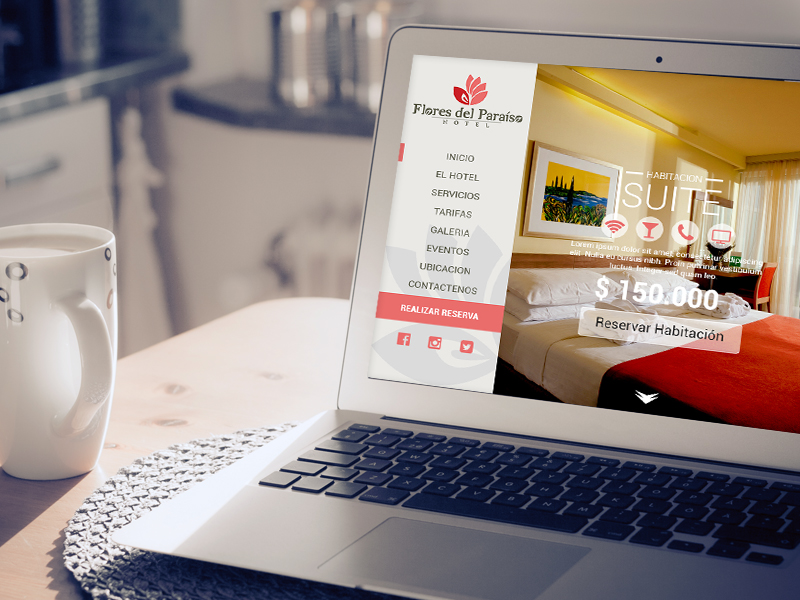 Flores del Paraíso
HOTEL
INICIO
EL HOTEL
SERVICIOS
TARIFAS
GALERIA
EVENTOS
UBICACION
CONTACTENOS
REALIZAR RESERVA
HABITACION
SUITE
Lorem ipsum dolor sit amet, consectetur adipiscing
elit. Nulla eu cursus nibh. Proin pulvinar vestibulum
luctus. Integer sed quam leo
$ 150.000
Reservar Habitación